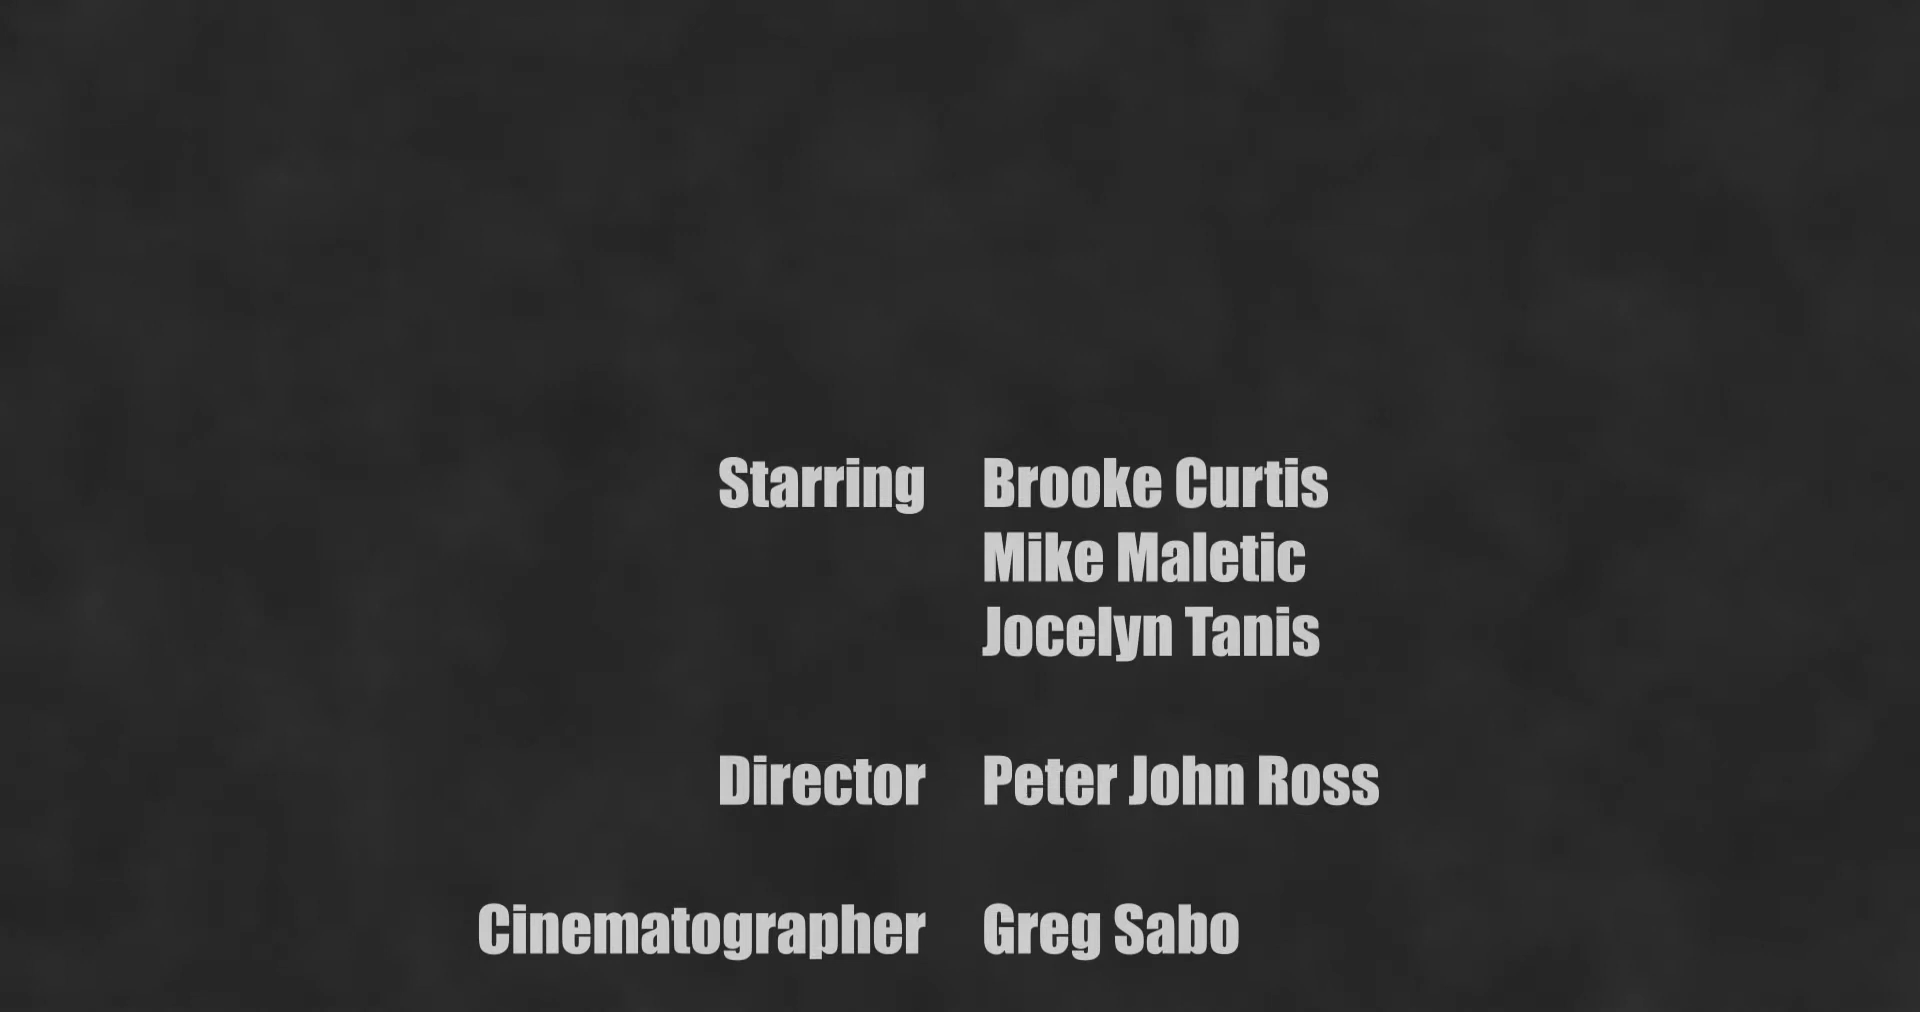 Starring Brooke Curtis
Mike Maletic
Jocelyn Tanis
Director Peter John Ross
Cinematographer Greg Sabo